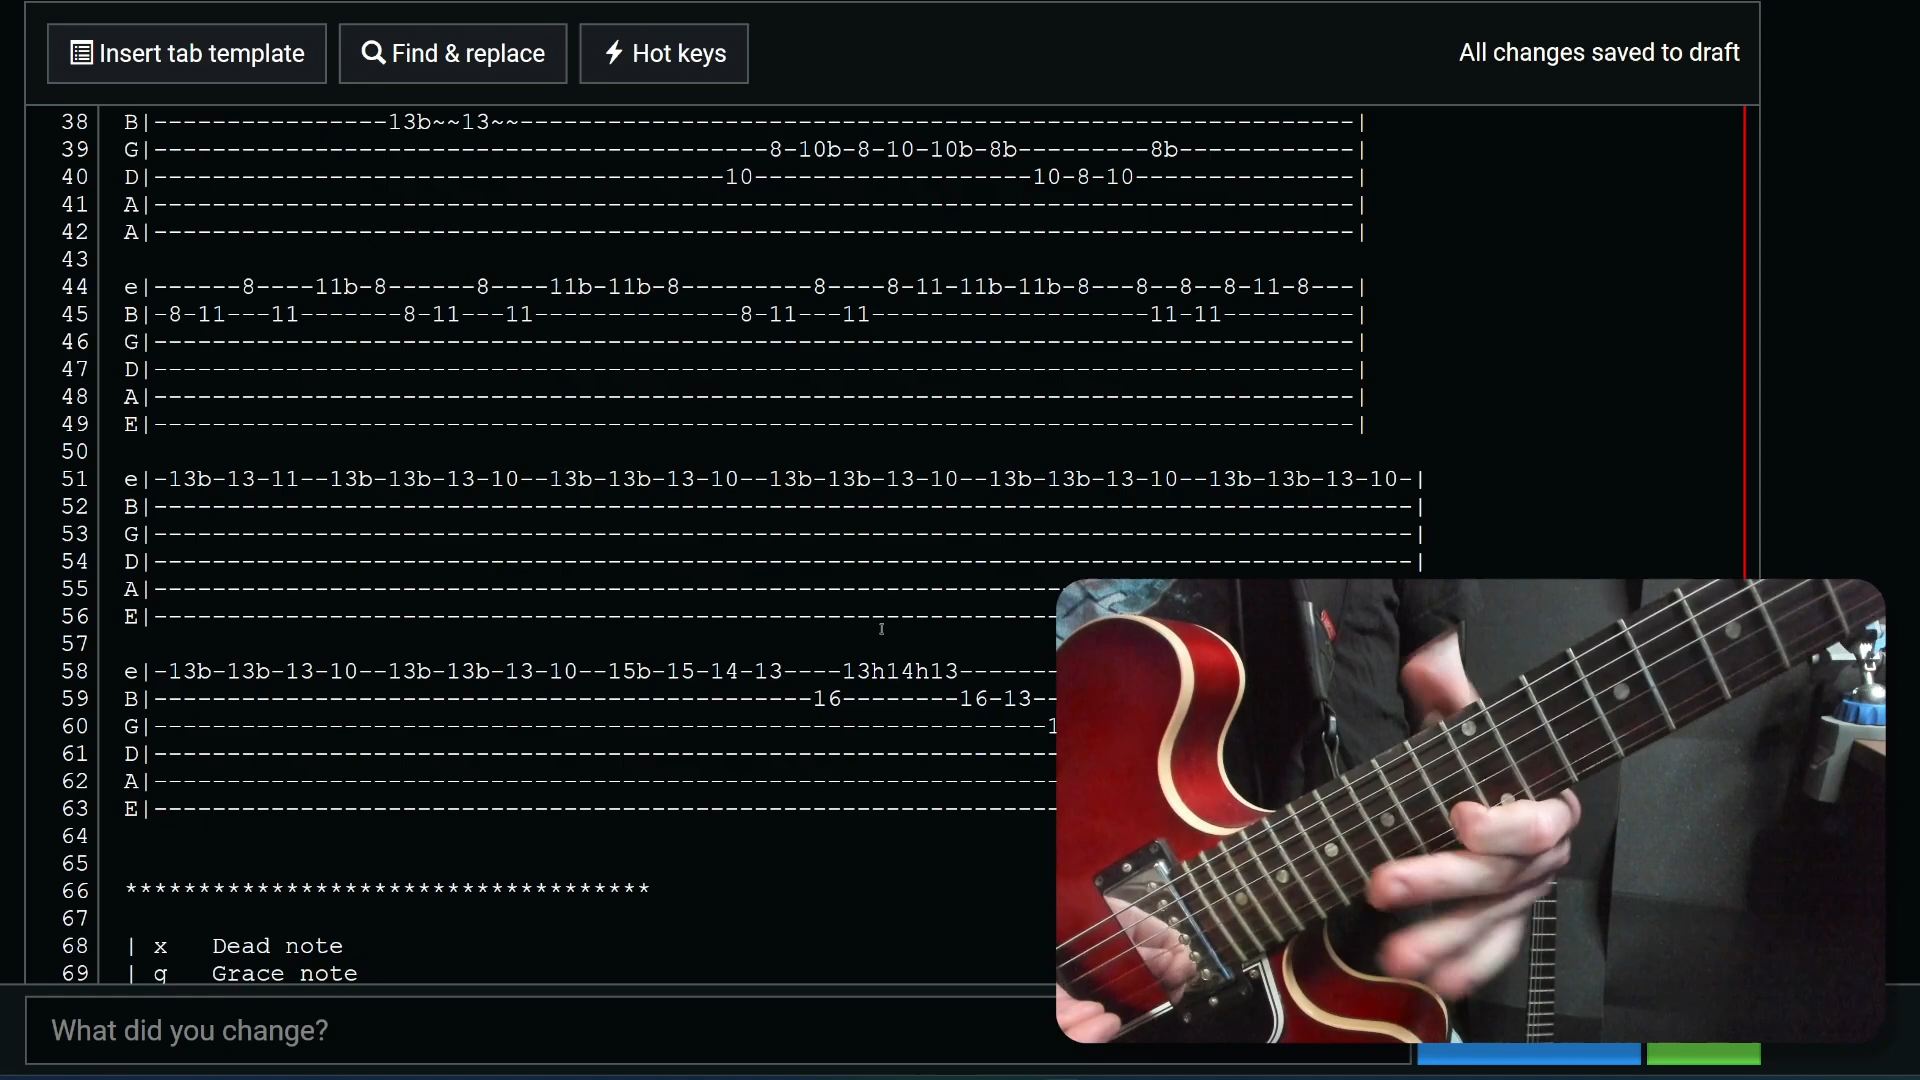 Insert tab template
Find & replace
Hot keys
All changes saved to draft
38 B|----------------13b~~13~~---------------------------------------------------------|
39 G|------------------------------------------8-10b-8-10-10b-8b---------8b------------|
40 D|---------------------------------------10-------------------10-8-10---------------|
41 A|----------------------------------------------------------------------------------|
42 A|----------------------------------------------------------------------------------|
43
44 e|------8----11b-8------8----11b-11b-8---------8----8-11-11b-11b-8---8--8--8-11-8---|
45 B|-8-11---11-------8-11---11--------------8-11---11-------------------11-11---------|
46 G|----------------------------------------------------------------------------------|
47 D|----------------------------------------------------------------------------------|
48 A|----------------------------------------------------------------------------------|
49 E|----------------------------------------------------------------------------------|
50
51 e|-13b-13-11--13b-13b-13-10--13b-13b-13-10--13b-13b-13-10--13b-13b-13-10--13b-13b-13-10-|
52 B|--------------------------------------------------------------------------------------|
53 G|--------------------------------------------------------------------------------------|
54 D|--------------------------------------------------------------------------------------|
55 A|--------------------------------------------------------------
56 E|--------------------------------------------------------------
57
58 e|-13b-13b-13-10--13b-13b-13-10--15b-15-14-13----13h14h13-------
59 B|---------------------------------------------16--------16-13--
60 G|-------------------------------------------------------------1
61 D|--------------------------------------------------------------
62 A|--------------------------------------------------------------
63 E|--------------------------------------------------------------
64
65
66 ************************************
67
68 | x Dead note
69 | g Grace note
What did you change?